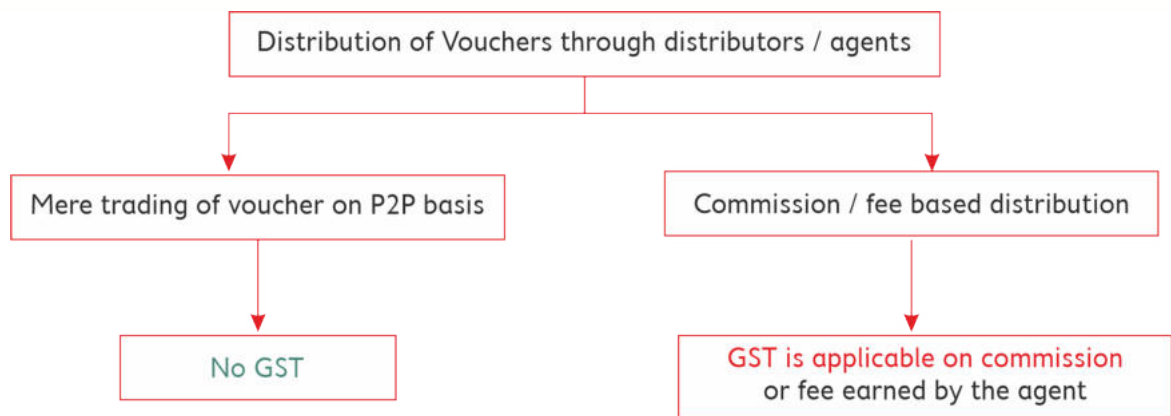 Distribution of Vouchers through distributors / agents
Mere trading of voucher on P2P basis
Commission / fee based distribution
No GST
GST is applicable on commission
or fee earned by the agent